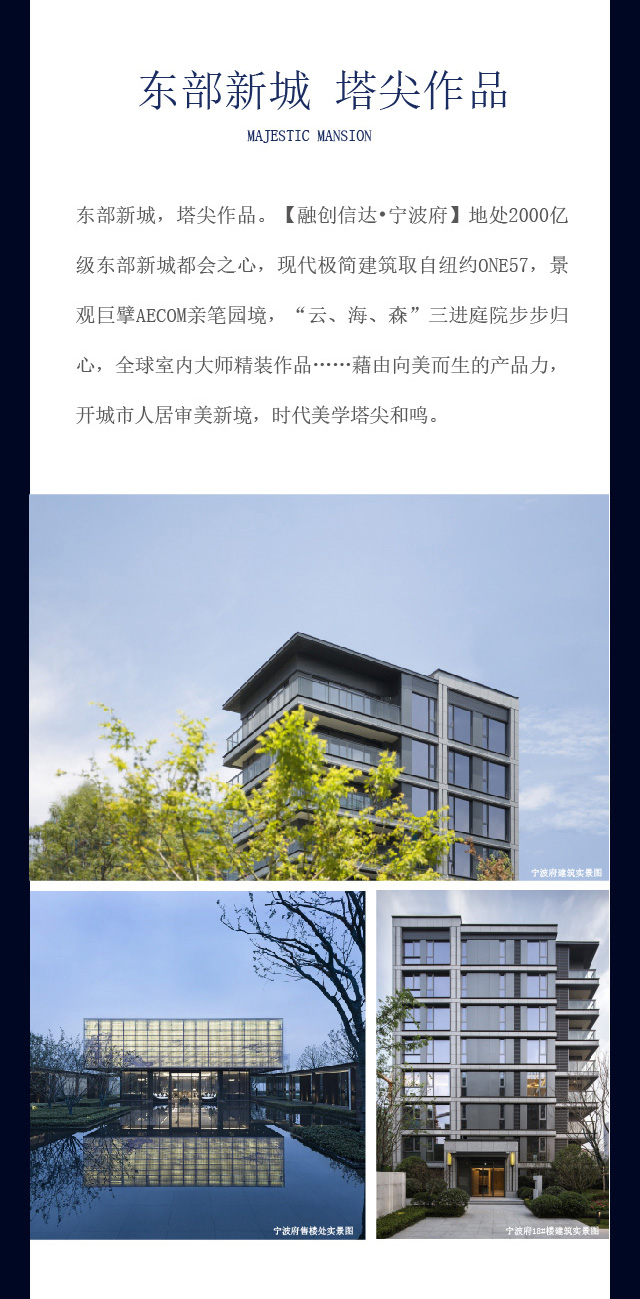 东部新城 塔尖作品
MAJESTIC MANSION
东部新城，塔尖作品。【融创信达•宁波府】地处2000亿
级东部新城都会之心，现代极简建筑取自纽约ONE57，景
观巨擘AECOM亲笔园境，“云、海、森”三进庭院步步归
心，全球室内大师精装作品……藉由向美而生的产品力，
开城市人居审美新境，时代美学塔尖和鸣。
宁波府建筑实景图
宁波府售楼处实景图
宁波府18#楼建筑实景图